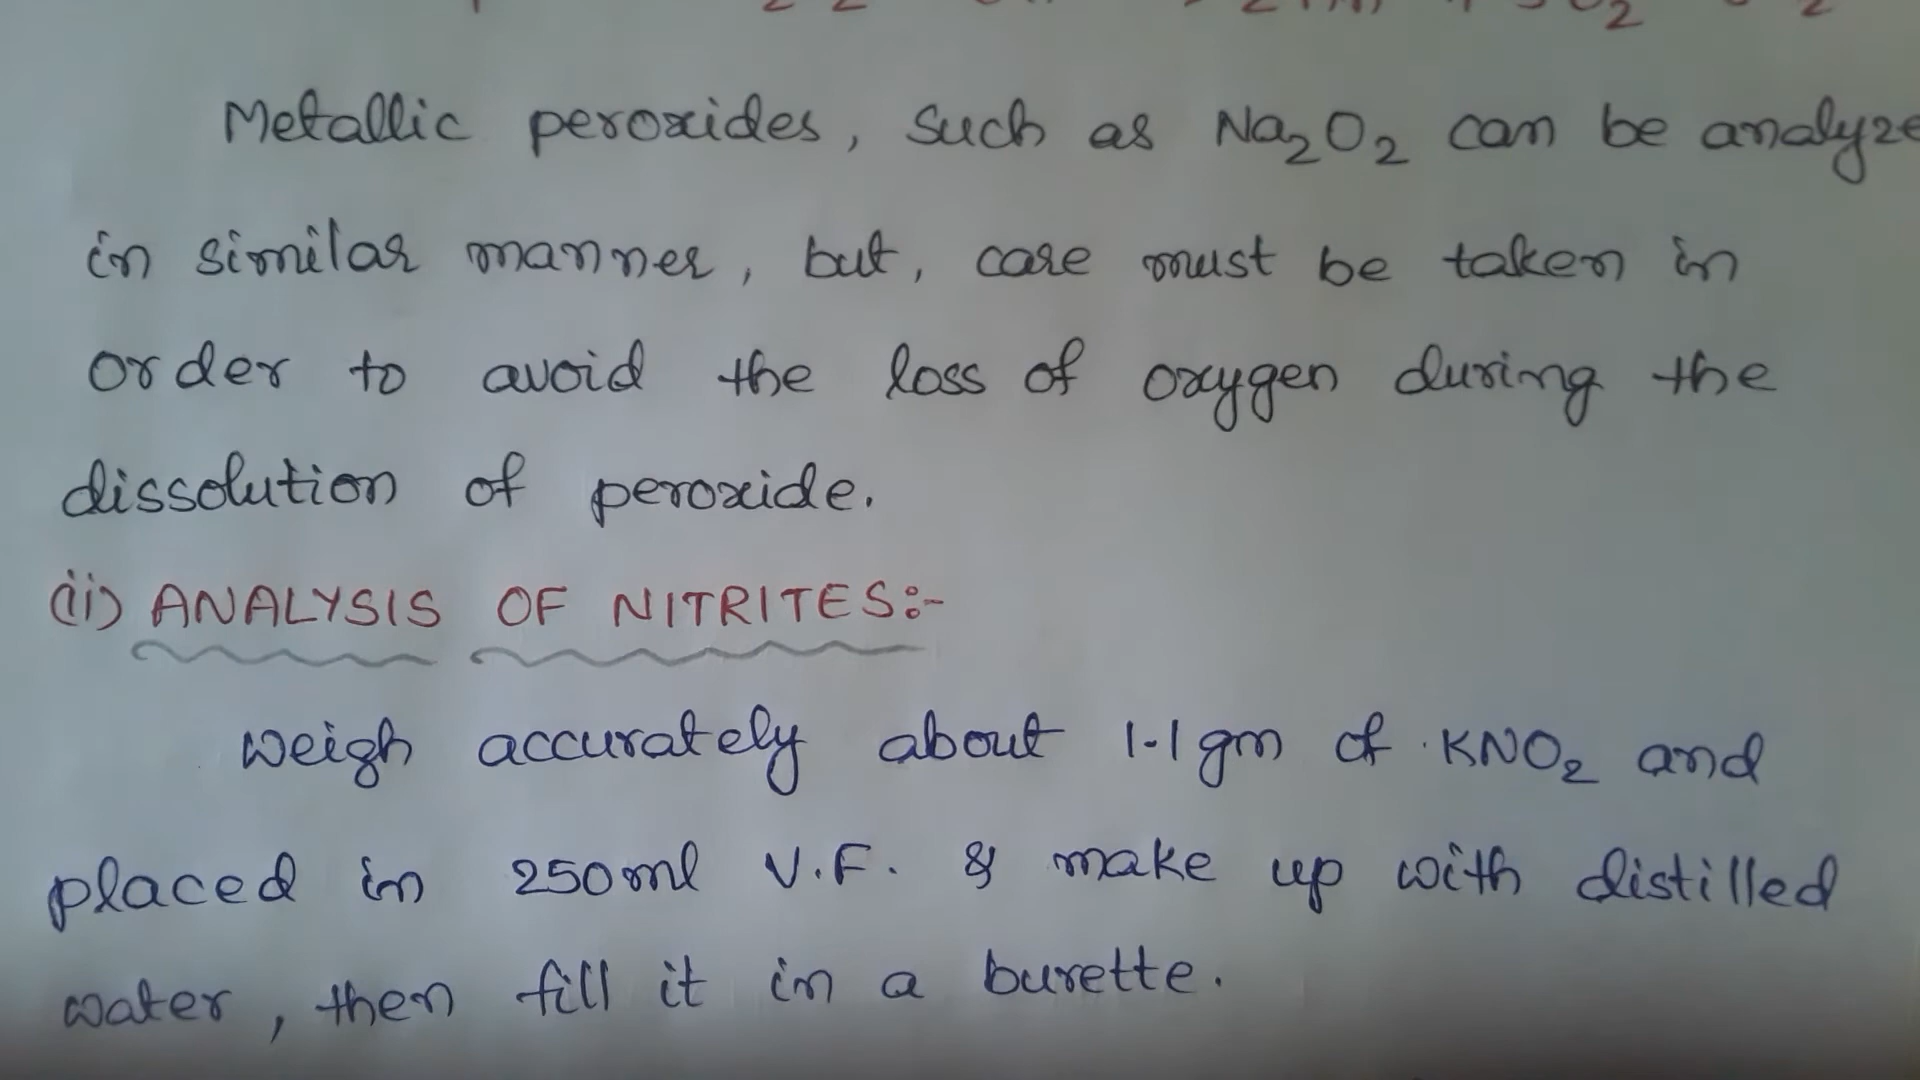 Metallic peroxides, such as Na₂O₂ can be analyze
in similar manner, but, care must be taken in
order to avoid the loss of oxygen during the
dissolution of peroxide.
(ii) ANALYSIS OF NITRITES:-
Weigh accurately about 1.1 gm of KNO₂ and
placed in 250ml V.F. & make up with distilled
water, then fill it in a burette.